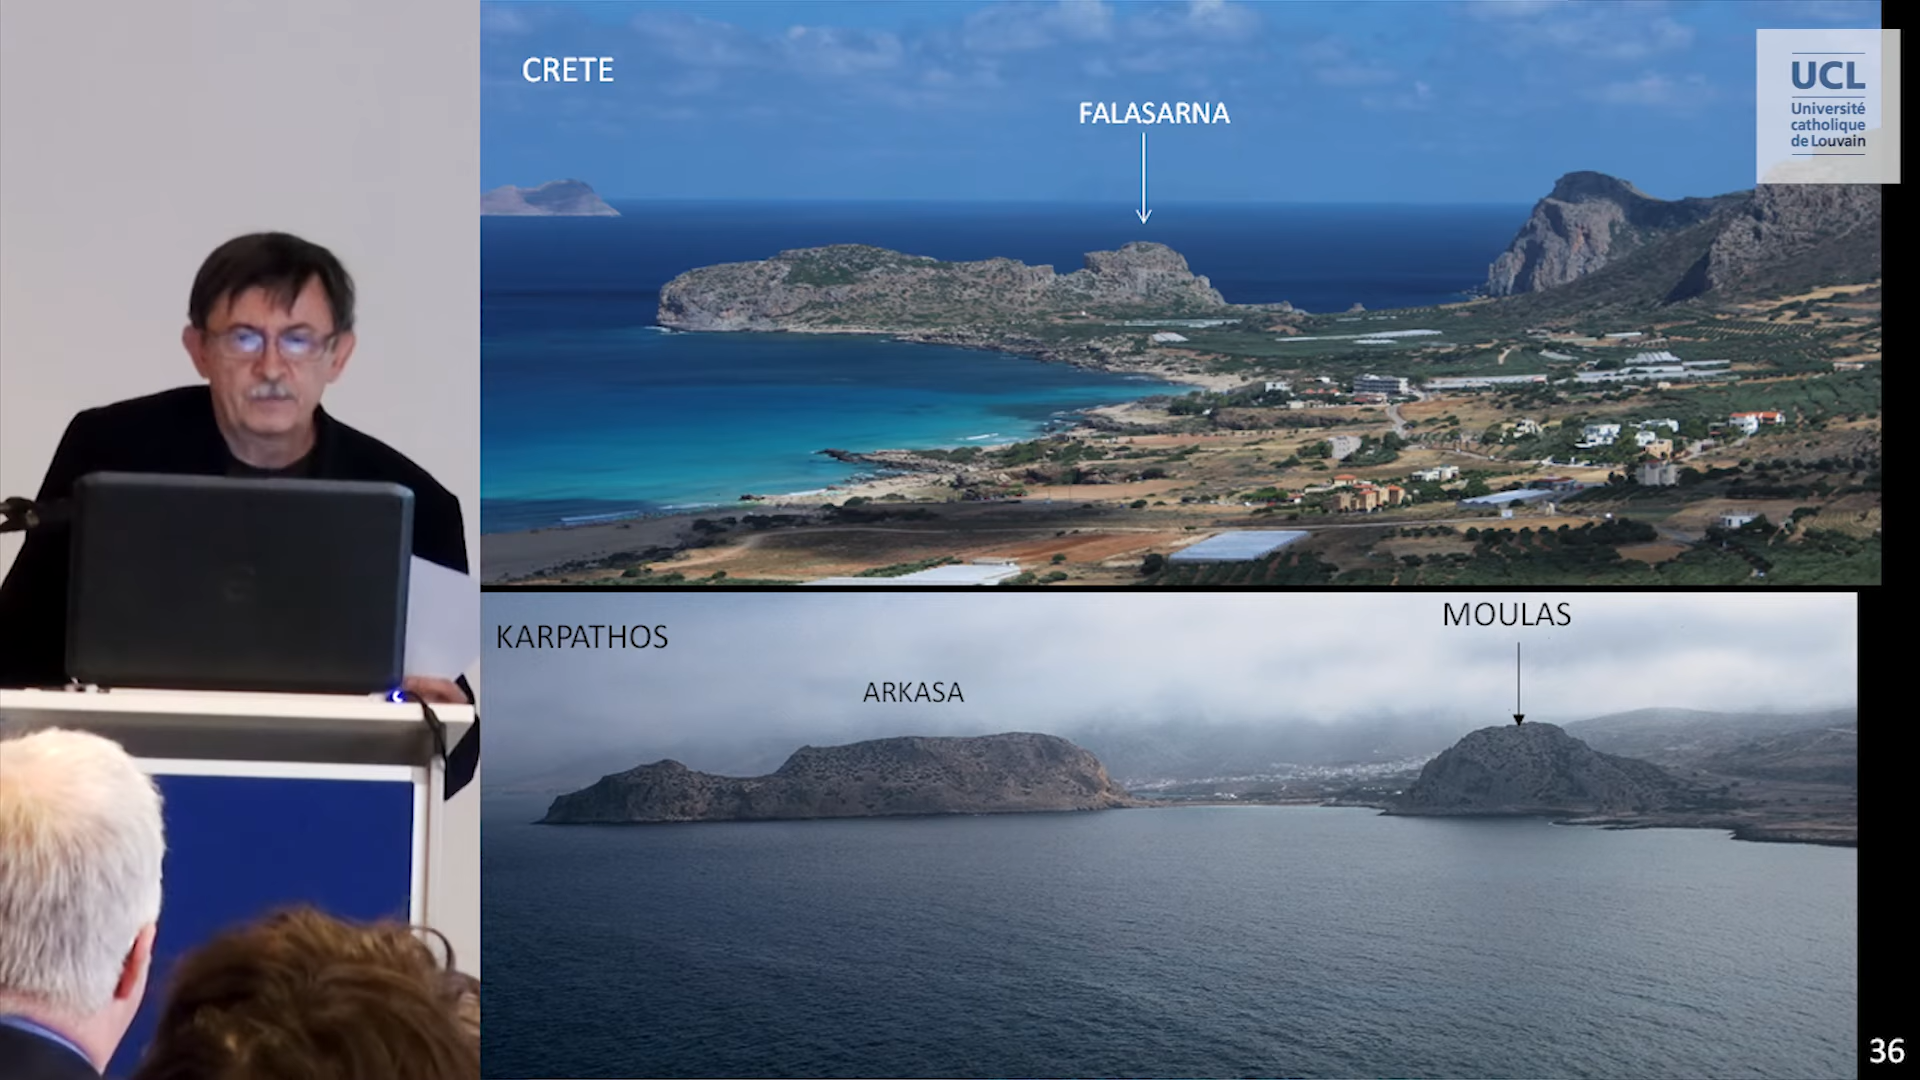 CRETE
FALASARNA
UCL
Université
catholique
de Louvain
KARPATHOS
ARKASA
MOULAS
36